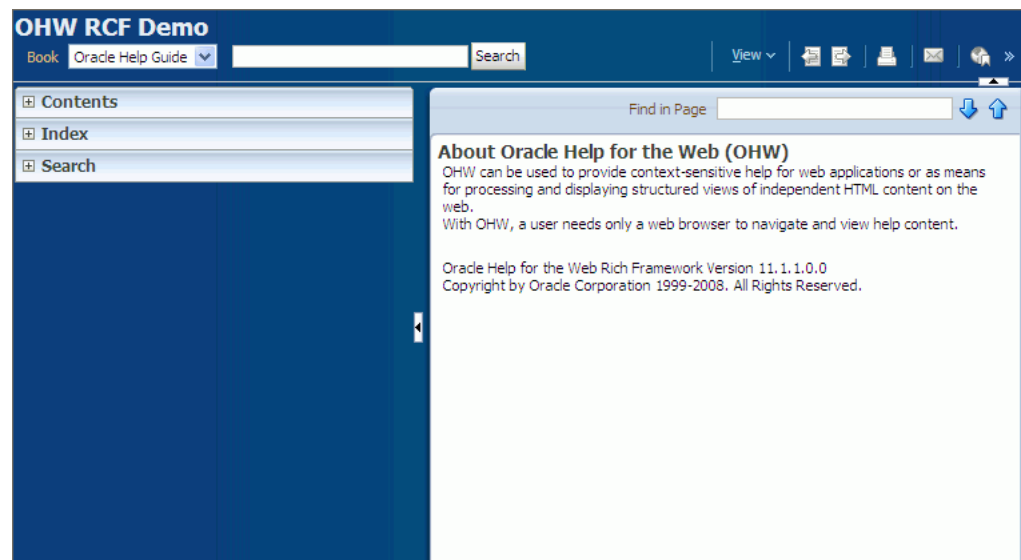 OHW RCF Demo
Book Oracle Help Guide Search View »
Contents
Index
Search
Find in Page
About Oracle Help for the Web (OHW)
OHW can be used to provide context-sensitive help for web applications or as means
for processing and displaying structured views of independent HTML content on the
web.
With OHW, a user needs only a web browser to navigate and view help content.
Oracle Help for the Web Rich Framework Version 11.1.1.0.0
Copyright by Oracle Corporation 1999-2008. All Rights Reserved.